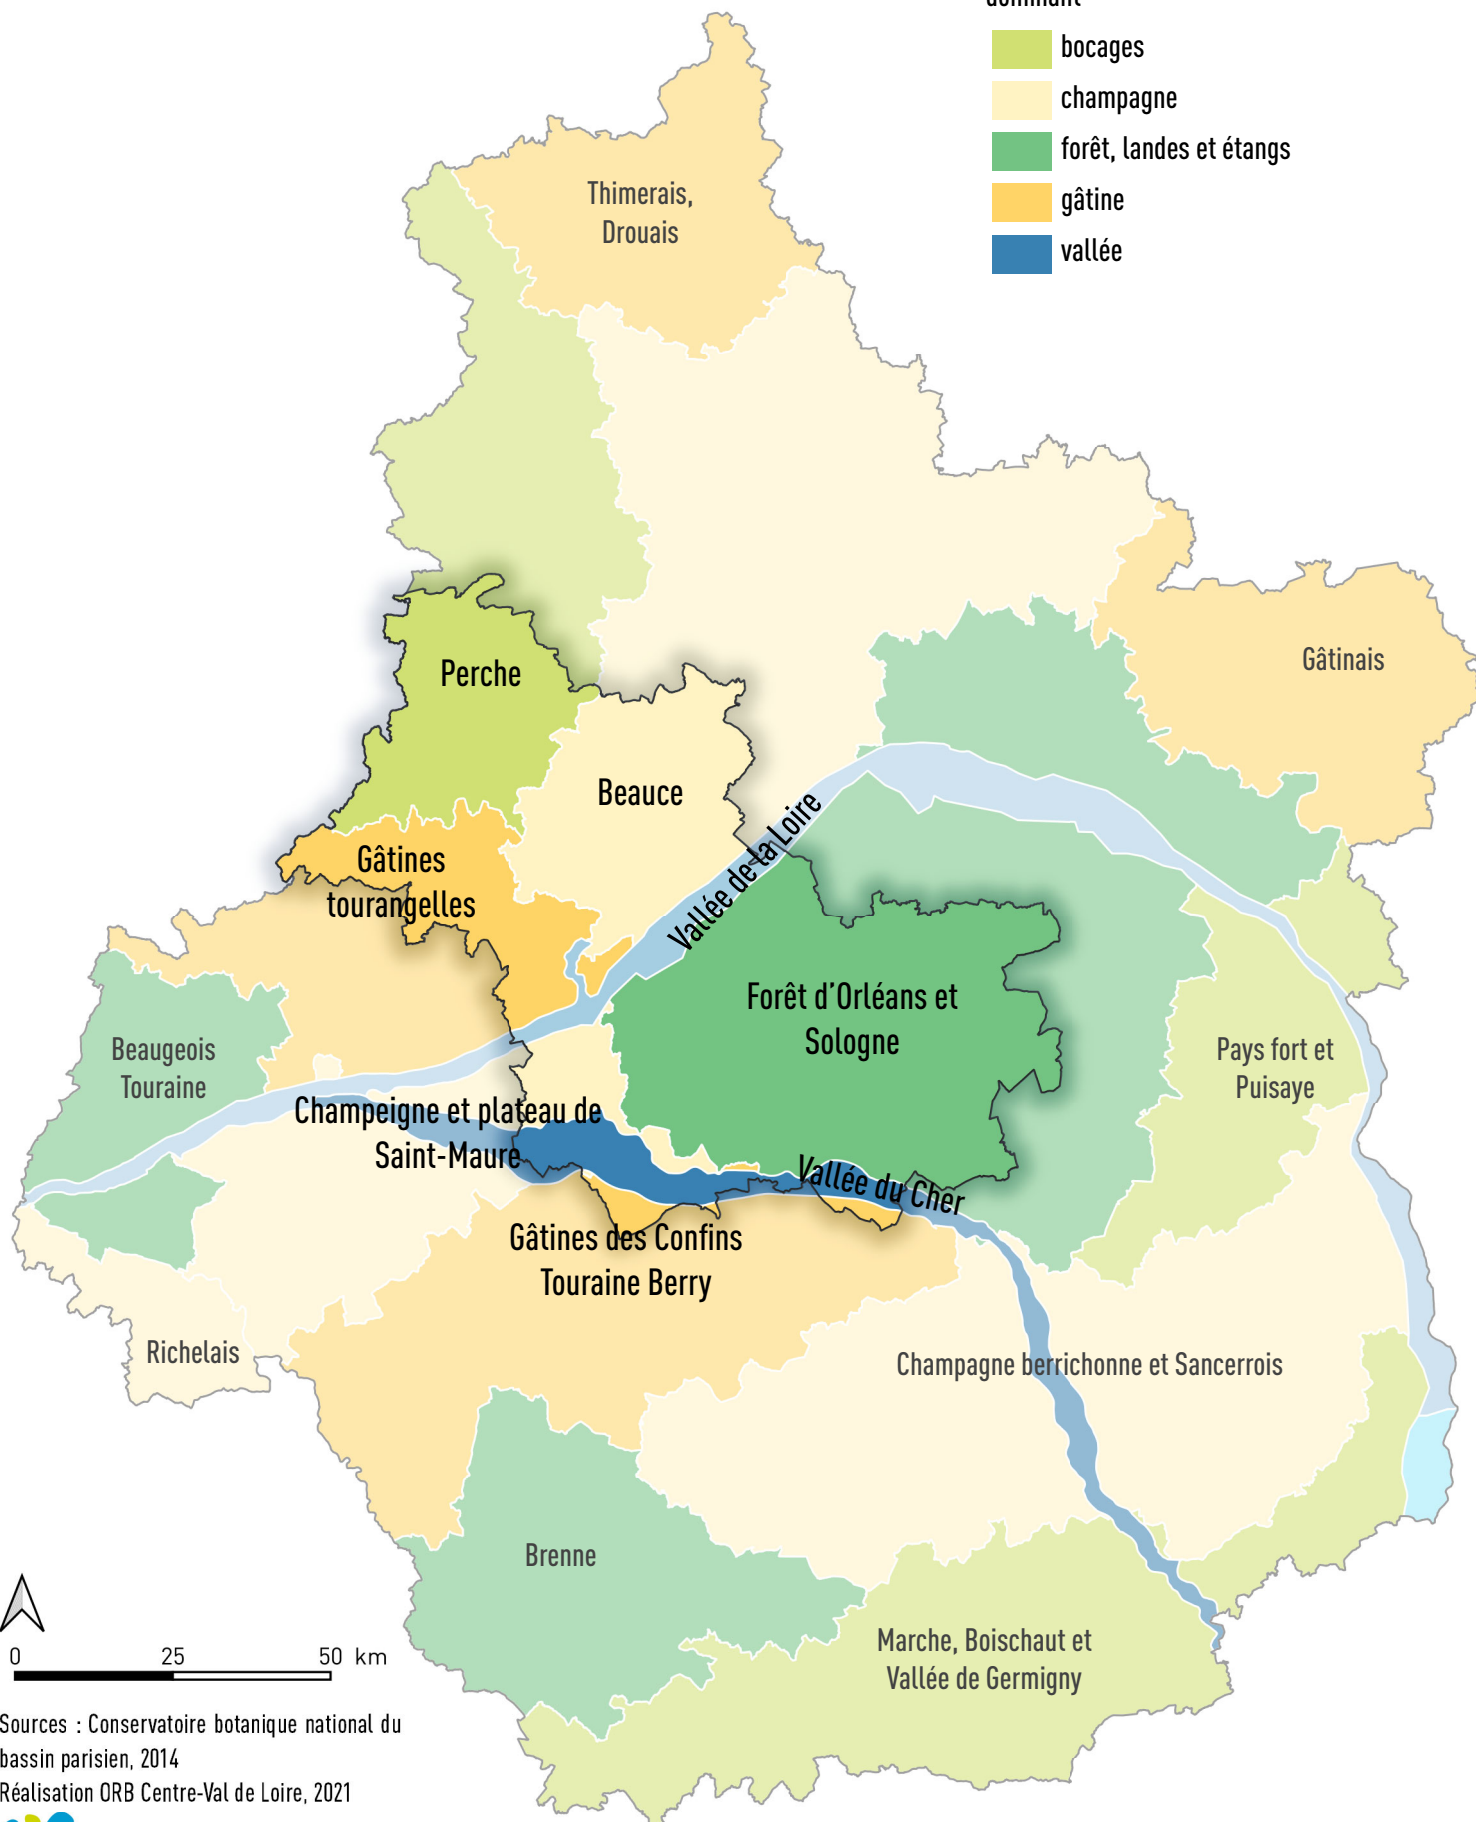 dominant
bocages
champagne
forêt, landes et étangs
gâtine
vallée
Thimerais,
Drouais
Perche
Gâtinais
Beauce
Vallée de la Loire
Gâtines
tourangelles
Forêt d'Orléans et
Sologne
Beaugeois
Touraine
Pays fort et
Puisaye
Champeigne et plateau de
Saint-Maure
Vallée du Cher
Gâtines des Confins
Touraine Berry
Richelais
Champagne berrichonne et Sancerrois
Brenne
Marche, Boischaut et
Vallée de Germigny
0 25 50 km
Sources : Conservatoire botanique national du
bassin parisien, 2014
Réalisation ORB Centre-Val de Loire, 2021